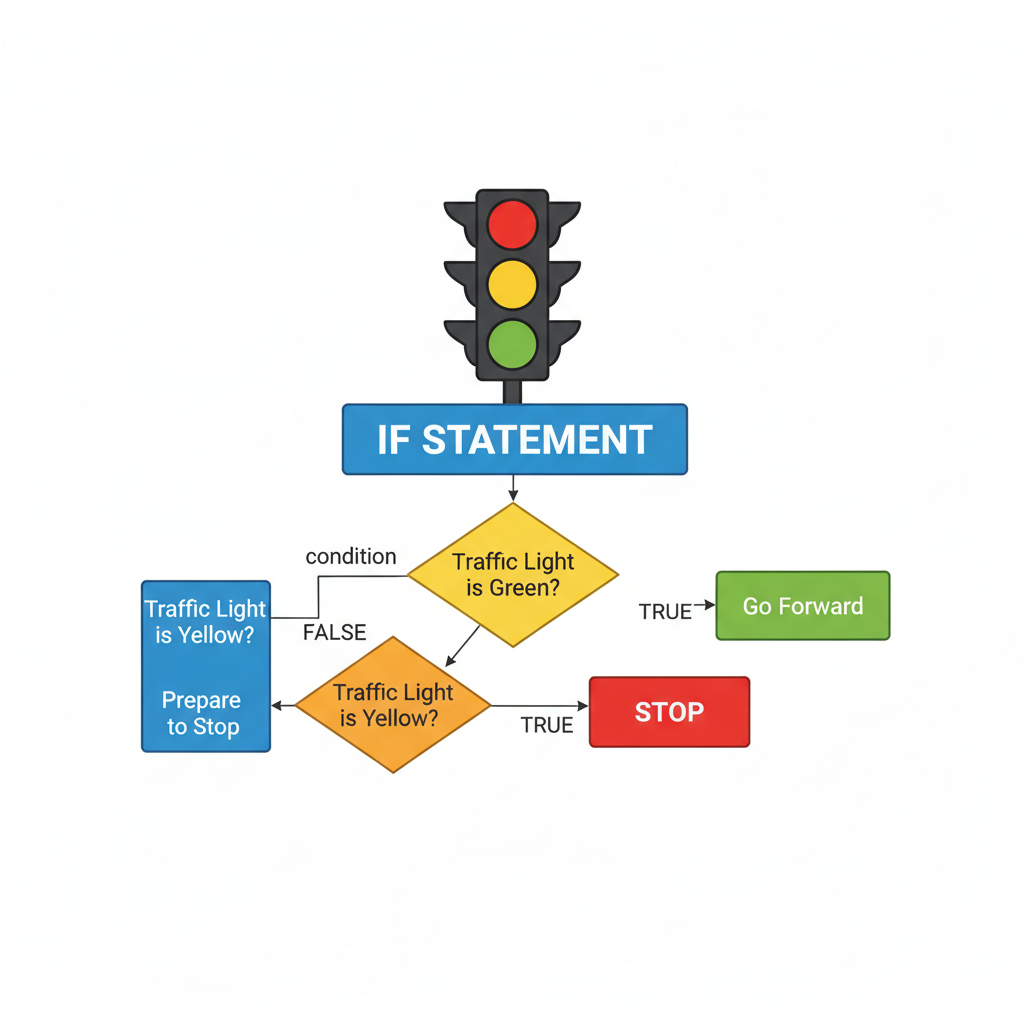 IF STATEMENT
condition
Traffic Light
is Green?
Traffic Light
is Yellow?
FALSE
TRUE
Go Forward
Prepare
to Stop
Traffic Light
is Yellow?
TRUE
STOP